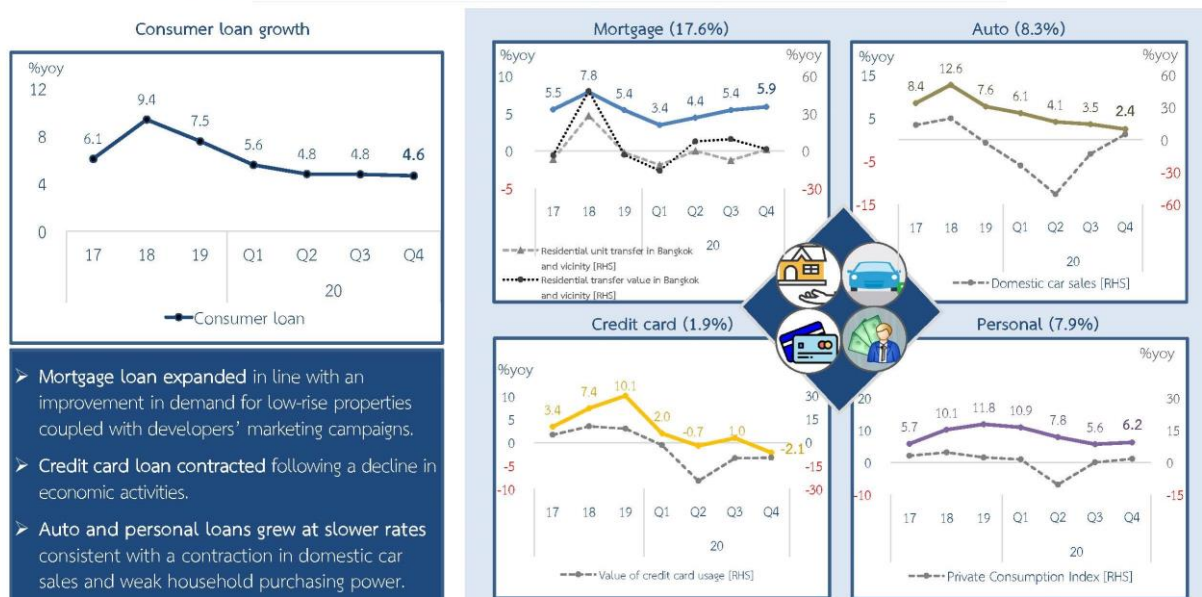 Consumer loan growth
%yoy
12
8
4
0
6.1
9.4
7.5
5.6
4.8
4.8
4.6
17
18
19
Q1
Q2
Q3
Q4
20
Consumer loan
➢ Mortgage loan expanded in line with an
improvement in demand for low-rise properties
coupled with developers' marketing campaigns.
➢ Credit card loan contracted following a decline in
economic activities.
➢ Auto and personal loans grew at slower rates
consistent with a contraction in domestic car
sales and weak household purchasing power.
Mortgage (17.6%)
%yoy
%yoy
10
5
0
-5
60
30
0
-30
5.5
7.8
5.4
3.4
4.4
5.4
5.9
17
18
19
Q1
Q2
Q3
Q4
20
Residential unit transfer in Bangkok
and vicinity [RHS]
Residential transfer value in Bangkok
and vicinity [RHS]
Auto (8.3%)
%yoy
%yoy
15
5
-5
-15
60
30
0
-30
-60
8.4
12.6
7.6
6.1
4.1
3.5
2.4
17
18
19
Q1
Q2
Q3
Q4
20
Domestic car sales [RHS]
Credit card (1.9%)
%yoy
10
5
0
-5
-10
30
15
0
-15
-30
3.4
7.4
10.1
2.0
-0.7
1.0
-2.1
17
18
19
Q1
Q2
Q3
Q4
20
Value of credit card usage [RHS]
Personal (7.9%)
%yoy
20
10
0
-10
30
15
0
-15
5.7
10.1
11.8
10.9
7.8
5.6
6.2
17
18
19
Q1
Q2
Q3
Q4
20
Private Consumption Index [RHS]